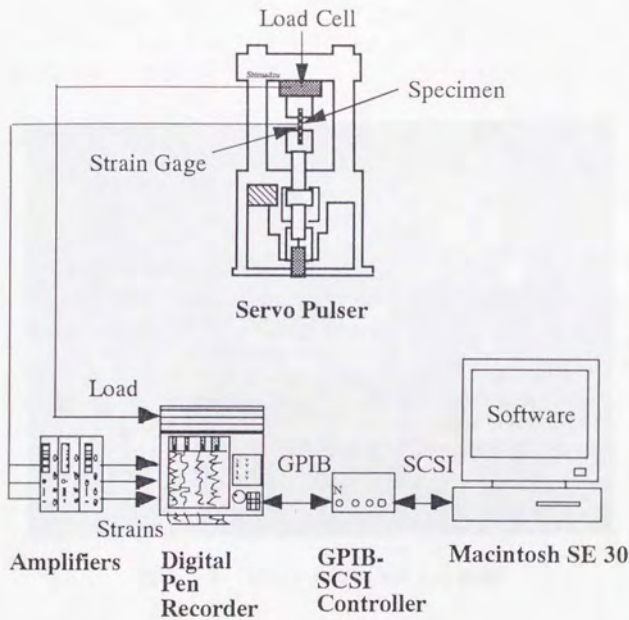 Load Cell
Shimadzu
Specimen
Strain Gage
Servo Pulser
Load
Software
GPIB
SCSI
N
Strains
Amplifiers
Digital
Pen
Recorder
GPIB-
SCSI
Controller
Macintosh SE 30